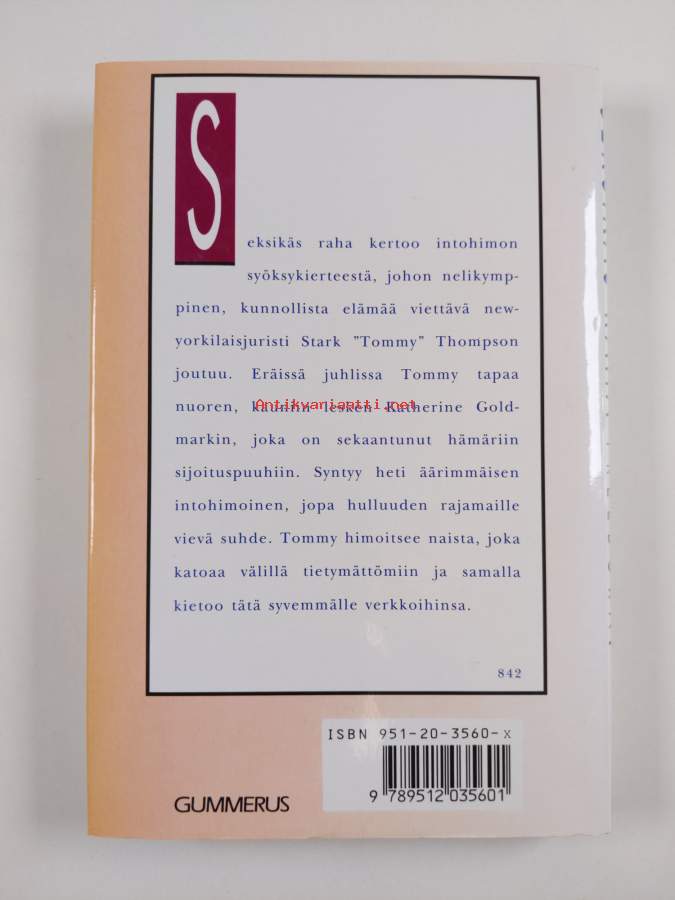 S
eksikäs raha kertoo intohimon
syöksykierteestä, johon nelikymp-
pinen, kunnollista elämää viettävä new-
yorkilaisjuristi Stark ”Tommy” Thompson
joutuu. Eräissä juhlissa Tommy tapaa
nuoren, kauniin lesken Katherine Gold-
Antikvariaatti.net
markin, joka on sekaantunut hämäriin
sijoituspuuhiin. Syntyy heti äärimmäisen
intohimoinen, jopa hulluuden rajamaille
vievä suhde. Tommy himoitsee naista, joka
katoaa välillä tietymättömiin ja samalla
kietoo tätä syvemmälle verkkoihinsa.
842
ISBN 951-20-3560-x
9 789512 035601
GUMMERUS